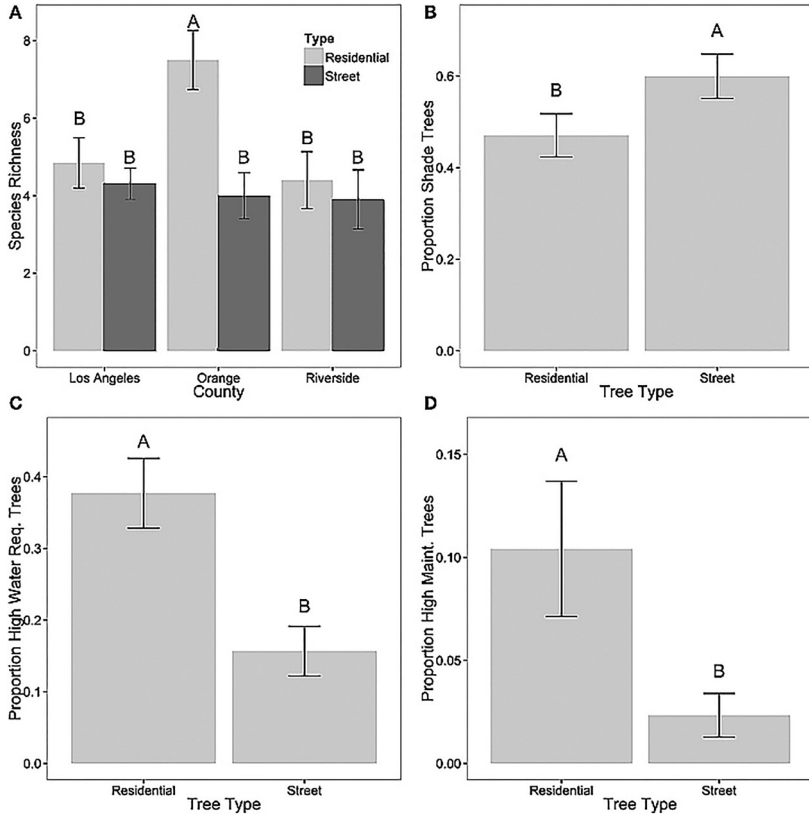 A
Species Richness
8
6
4
2
0
A
B
B
B
B
B
Type
Residential
Street
Los Angeles
Orange
Riverside
County
B
Proportion Shade Trees
0.6
0.4
0.2
0.0
B
A
Residential
Street
Tree Type
C
Proportion High Water Req. Trees
0.4
0.3
0.2
0.1
0.0
A
B
Residential
Street
Tree Type
D
Proportion High Maint. Trees
0.15
0.10
0.05
0.00
A
B
Residential
Street
Tree Type